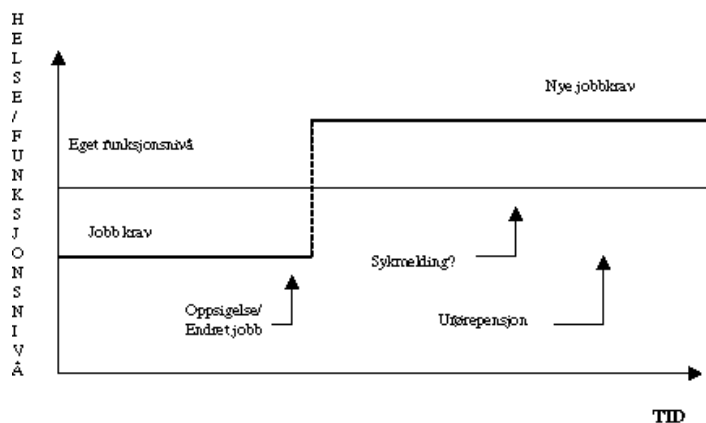 HELSE/FUNKSJONSNIVÅ
Nye jobbkrav
Eget funksjonsnivå
Jobb krav
Sykmelding?
Oppsigelse/
Endret jobb
Uførepensjon
TID